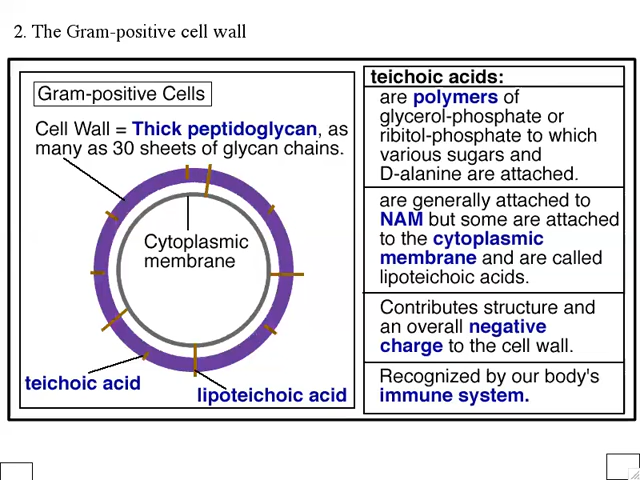 2. The Gram-positive cell wall
Gram-positive Cells
Cell Wall = Thick peptidoglycan, as
many as 30 sheets of glycan chains.
Cytoplasmic
membrane
teichoic acid
lipoteichoic acid
teichoic acids:
are polymers of
glycerol-phosphate or
ribitol-phosphate to which
various sugars and
D-alanine are attached.
are generally attached to
NAM but some are attached
to the cytoplasmic
membrane and are called
lipoteichoic acids.
Contributes structure and
an overall negative
charge to the cell wall.
Recognized by our body's
immune system.